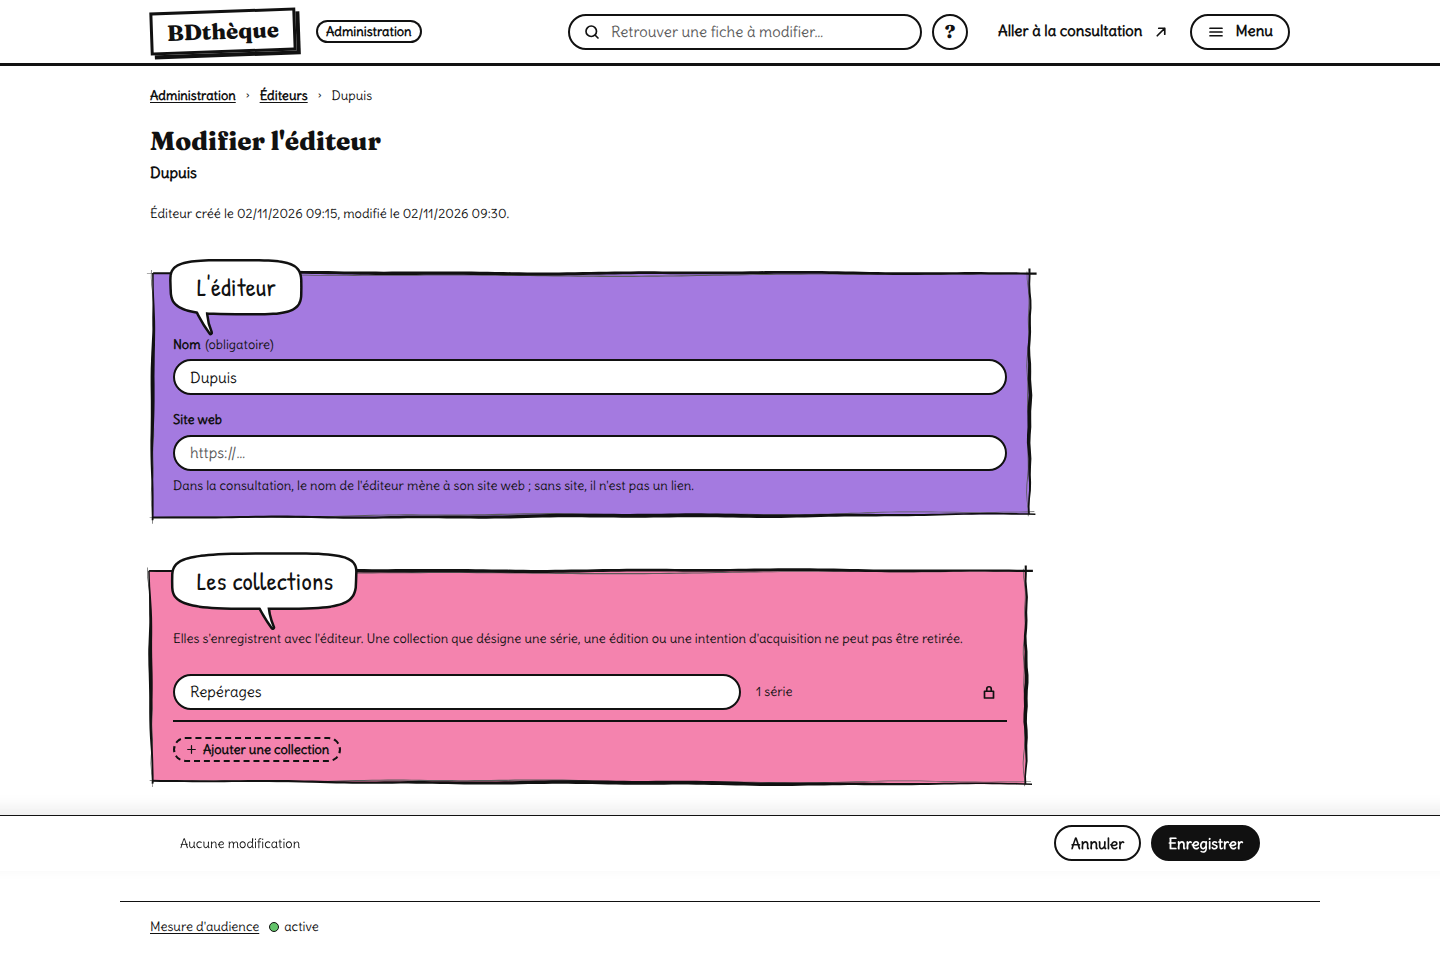 BDthèque
Administration
Retrouver une fiche à modifier...
?
Aller à la consultation
Menu
Administration › Éditeurs › Dupuis
Modifier l'éditeur
Dupuis
Éditeur créé le 02/11/2026 09:15, modifié le 02/11/2026 09:30.
L'éditeur
Nom (obligatoire)
Dupuis
Site web
https://...
Dans la consultation, le nom de l'éditeur mène à son site web ; sans site, il n'est pas un lien.
Les collections
Elles s'enregistrent avec l'éditeur. Une collection que désigne une série, une édition ou une intention d'acquisition ne peut pas être retirée.
Repérages
1 série
+ Ajouter une collection
Aucune modification
Annuler
Enregistrer
Mesure d'audience
active